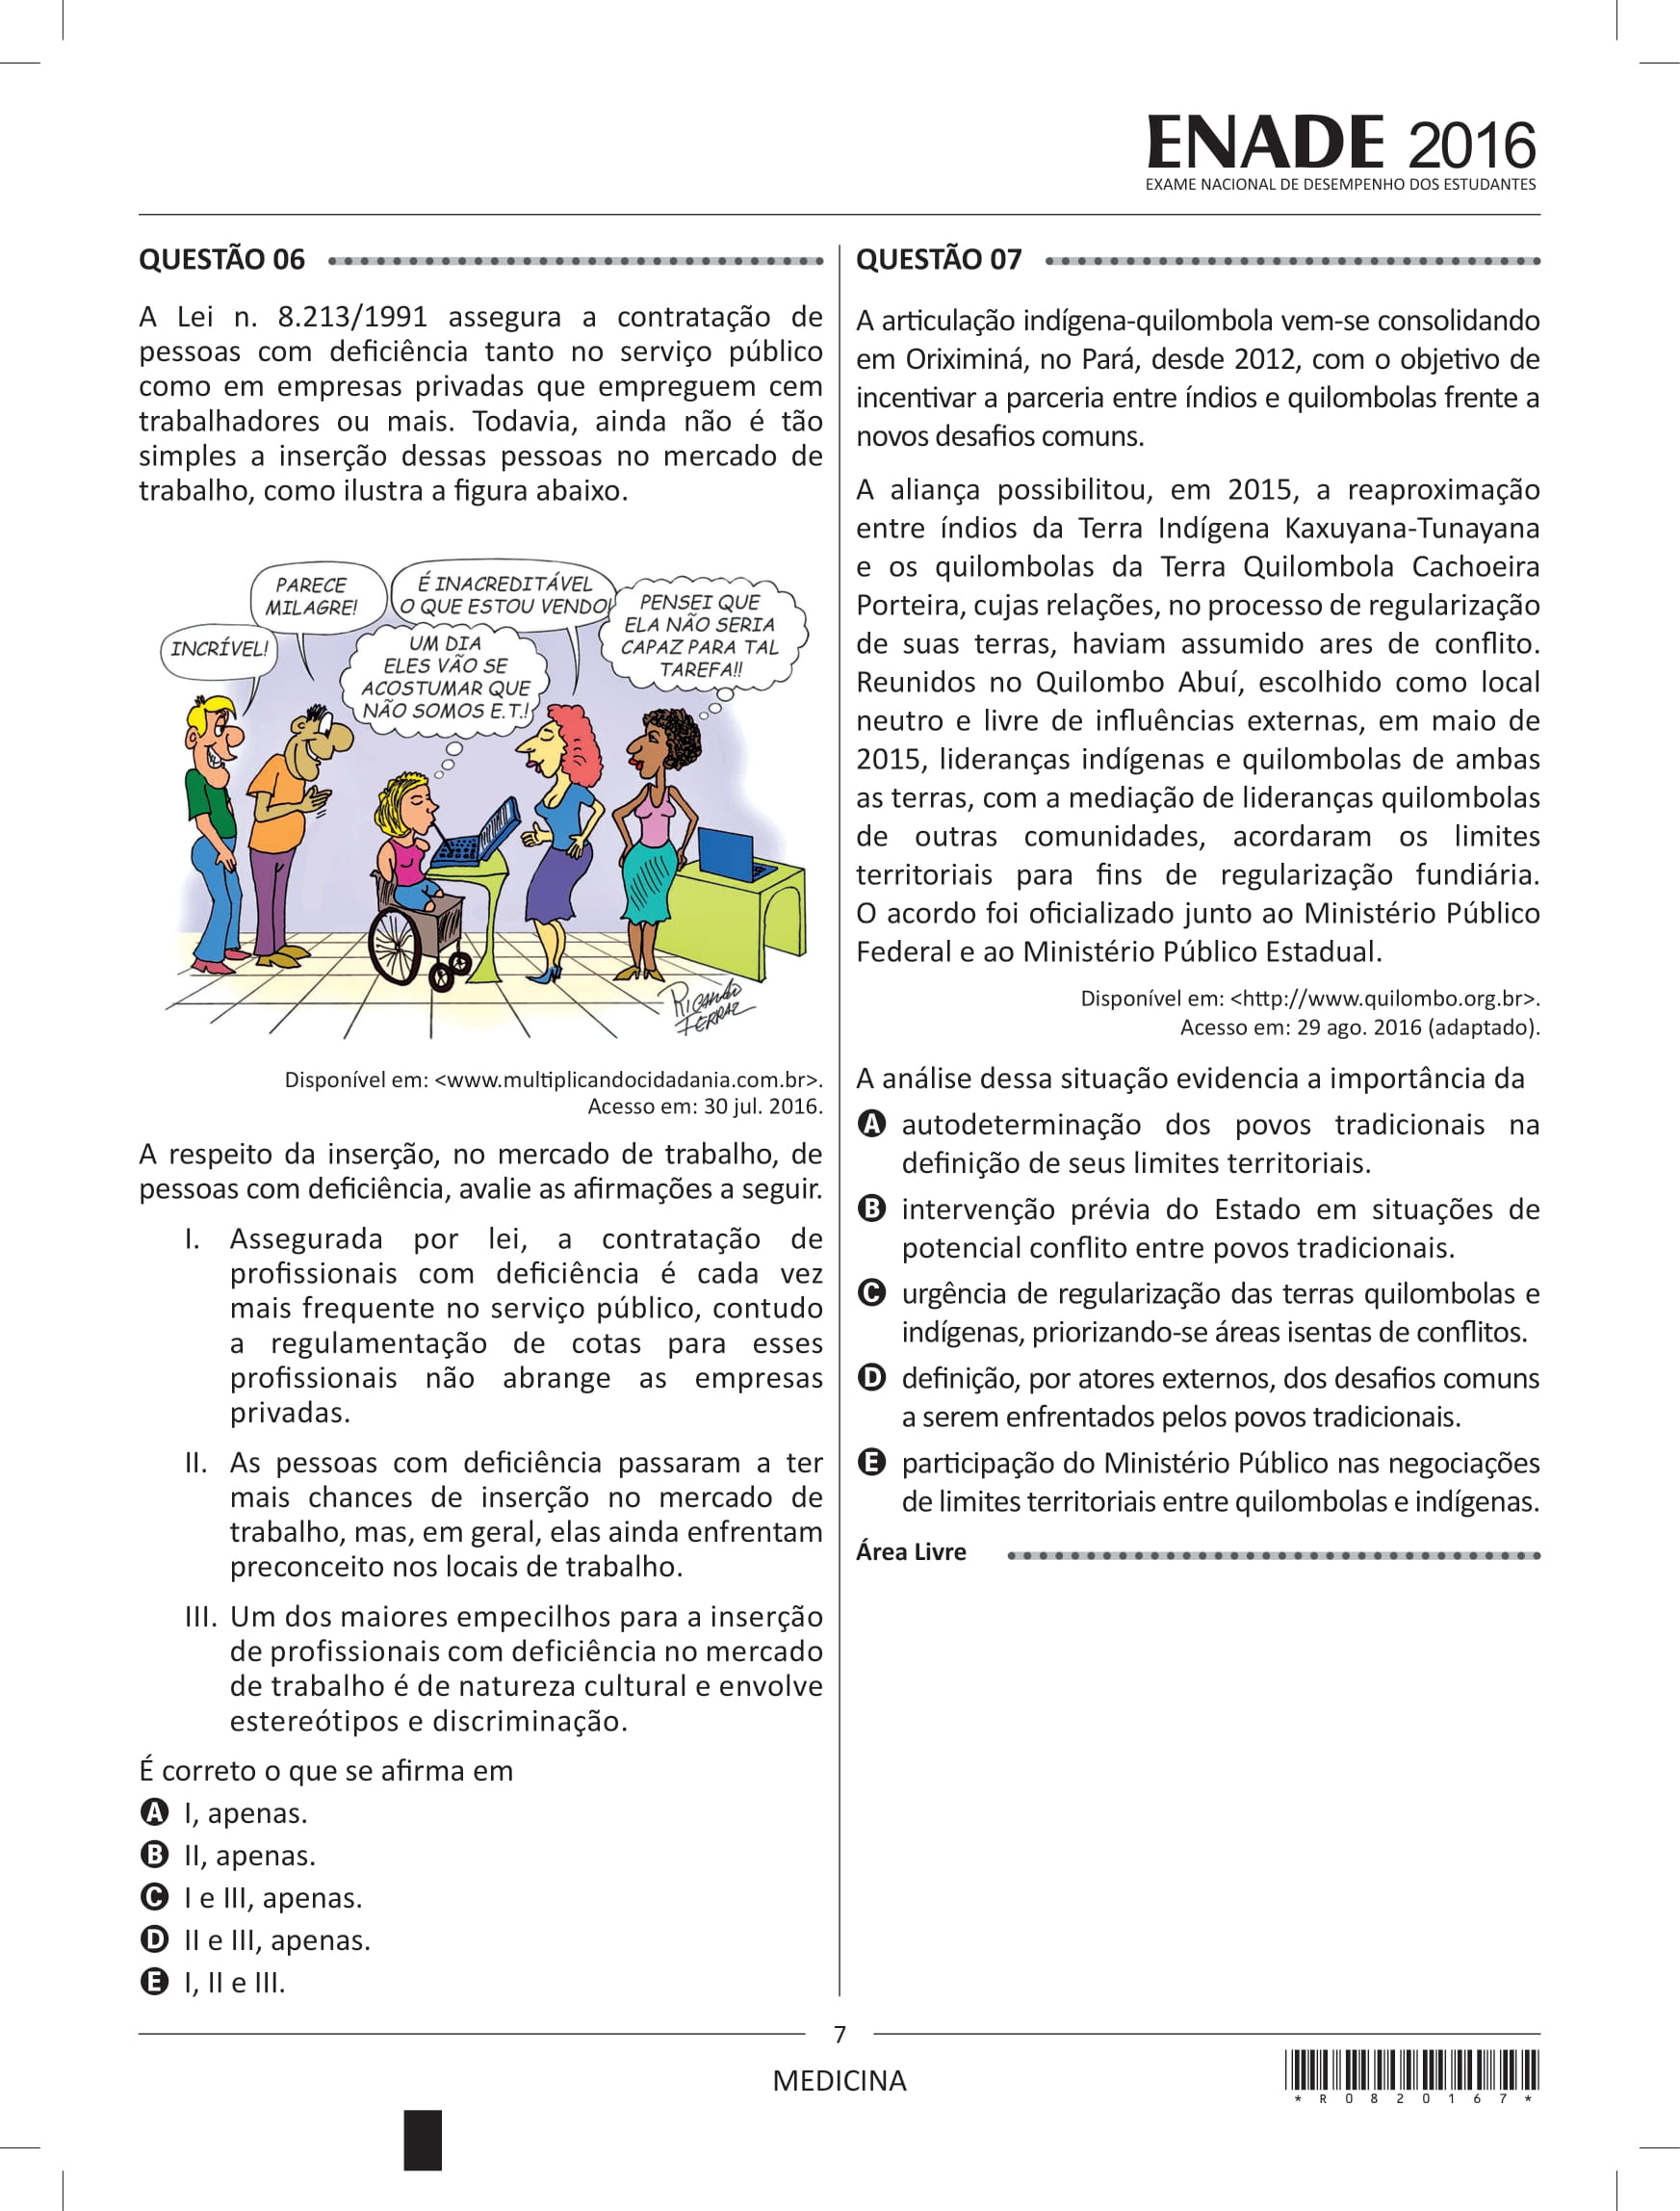 ENADE 2016
EXAME NACIONAL DE DESEMPENHO DOS ESTUDANTES
QUESTÃO 06
A Lei n. 8.213/1991 assegura a contratação de
pessoas com deficiência tanto no serviço público
como em empresas privadas que empreguem cem
trabalhadores ou mais. Todavia, ainda não é tão
simples a inserção dessas pessoas no mercado de
trabalho, como ilustra a figura abaixo.
INCRÍVEL!
PARECE
MILAGRE!
UM DIA
ELES VÃO SE
ACOSTUMAR QUE
NÃO SOMOS E.T.!
É INACREDITÁVEL
O QUE ESTOU VENDO!
PENSEI QUE
ELA NÃO SERIA
CAPAZ PARA TAL
TAREFA!!
RICARDO
FERRAZ
Disponível em: <www.multiplicandocidadania.com.br>.
Acesso em: 30 jul. 2016.
A respeito da inserção, no mercado de trabalho, de
pessoas com deficiência, avalie as afirmações a seguir.
I. Assegurada por lei, a contratação de
profissionais com deficiência é cada vez
mais frequente no serviço público, contudo
a regulamentação de cotas para esses
profissionais não abrange as empresas
privadas.
II. As pessoas com deficiência passaram a ter
mais chances de inserção no mercado de
trabalho, mas, em geral, elas ainda enfrentam
preconceito nos locais de trabalho.
III. Um dos maiores empecilhos para a inserção
de profissionais com deficiência no mercado
de trabalho é de natureza cultural e envolve
estereótipos e discriminação.
É correto o que se afirma em
A I, apenas.
B II, apenas.
C I e III, apenas.
D II e III, apenas.
E I, II e III.
QUESTÃO 07
A articulação indígena-quilombola vem-se consolidando
em Oriximiná, no Pará, desde 2012, com o objetivo de
incentivar a parceria entre índios e quilombolas frente a
novos desafios comuns.
A aliança possibilitou, em 2015, a reaproximação
entre índios da Terra Indígena Kaxuyana-Tunayana
e os quilombolas da Terra Quilombola Cachoeira
Porteira, cujas relações, no processo de regularização
de suas terras, haviam assumido ares de conflito.
Reunidos no Quilombo Abuí, escolhido como local
neutro e livre de influências externas, em maio de
2015, lideranças indígenas e quilombolas de ambas
as terras, com a mediação de lideranças quilombolas
de outras comunidades, acordaram os limites
territoriais para fins de regularização fundiária.
O acordo foi oficializado junto ao Ministério Público
Federal e ao Ministério Público Estadual.
Disponível em: <http://www.quilombo.org.br>.
Acesso em: 29 ago. 2016 (adaptado).
A análise dessa situação evidencia a importância da
A autodeterminação dos povos tradicionais na
definição de seus limites territoriais.
B intervenção prévia do Estado em situações de
potencial conflito entre povos tradicionais.
C urgência de regularização das terras quilombolas e
indígenas, priorizando-se áreas isentas de conflitos.
D definição, por atores externos, dos desafios comuns
a serem enfrentados pelos povos tradicionais.
E participação do Ministério Público nas negociações
de limites territoriais entre quilombolas e indígenas.
Área Livre
7
MEDICINA
*R0820167*